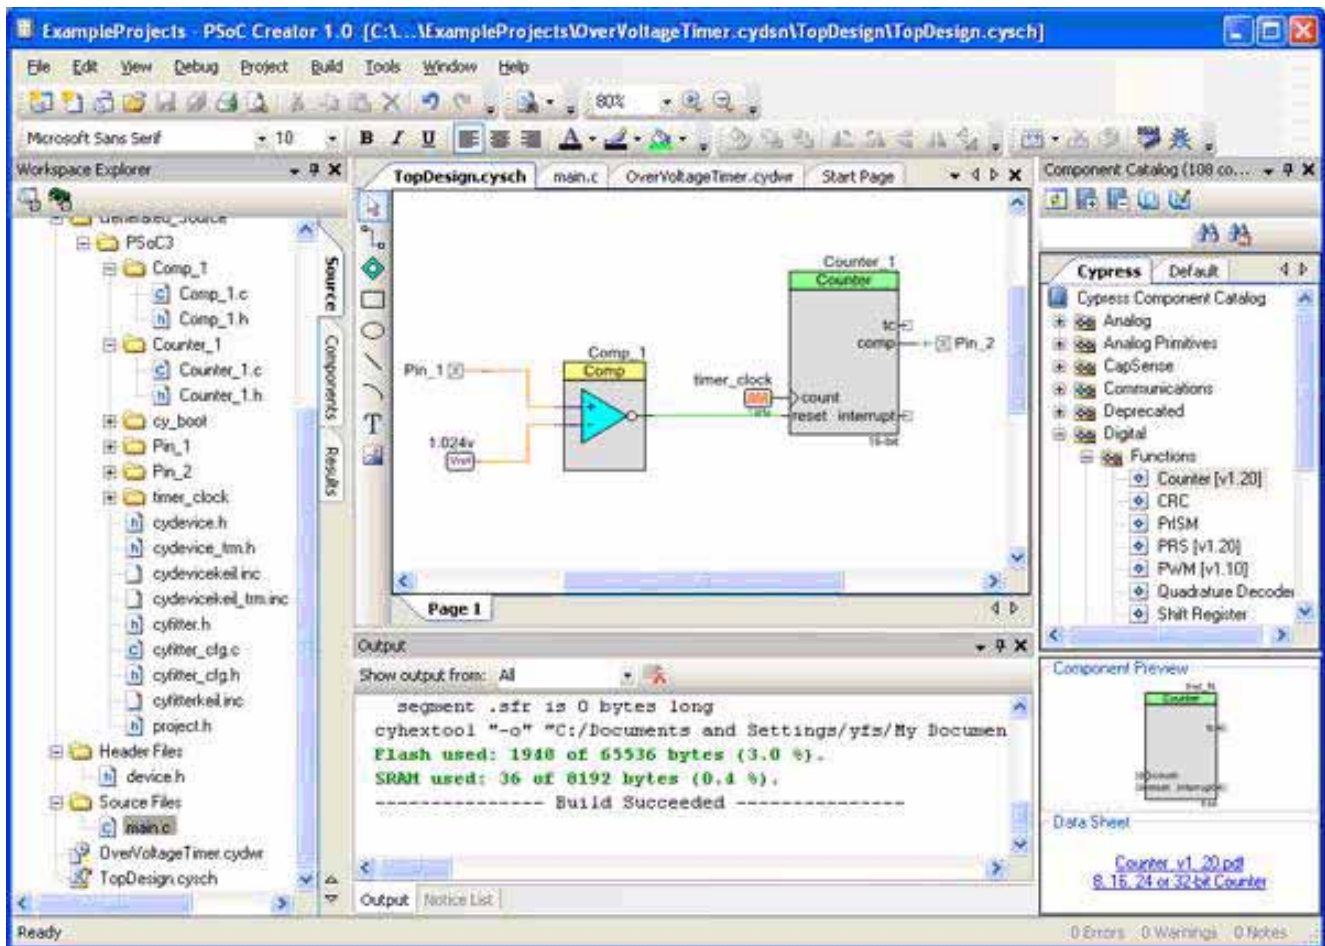 ExampleProjects - PSoC Creator 1.0 [C:\...\ExampleProjects\OverVoltageTimer.cydsn\TopDesign\TopDesign.cysch]
File Edit View Debug Project Build Tools Window Help
80%
Microsoft Sans Serif 10 B I U A
Workspace Explorer
Generated_Source
PSoC3
Comp_1
Comp_1.c
Comp_1.h
Counter_1
Counter_1.c
Counter_1.h
cy_boot
Pin_1
Pin_2
timer_clock
cydevice.h
cydevice_trm.h
cydevicekeil.inc
cydevicekeil_trm.inc
cyfitter.h
cyfitter_cfg.c
cyfitter_cfg.h
cyfitterkeil.inc
project.h
Header Files
device.h
Source Files
main.c
OverVoltageTimer.cydwr
TopDesign.cysch
Source
Components
Results
TopDesign.cysch main.c OverVoltageTimer.cydwr Start Page
T
Counter_1
Counter
tc
comp
Pin_2
Comp_1
Comp
Pin_1
timer_clock
count
reset interrupt
16-bit
1.024v
Vref
Page 1
Output
Show output from: All
segment .sfr is 0 bytes long
cyhextool "-o" "C:/Documents and Settings/yfs/My Documen
Flash used: 1940 of 65536 bytes (3.0 %).
SRAM used: 36 of 8192 bytes (0.4 %).
--------------- Build Succeeded ---------------
Output Notice List
Component Catalog (108 co...
Cypress Default
Cypress Component Catalog
Analog
Analog Primitives
CapSense
Communications
Deprecated
Digital
Functions
Counter [v1.20]
CRC
PrISM
PRS [v1.20]
PWM [v1.10]
Quadrature Decoder
Shift Register
Component Preview
Counter
Data Sheet
Counter_v1_20.pdf
8, 16, 24 or 32-bit Counter
Ready
0 Errors 0 Warnings 0 Notes